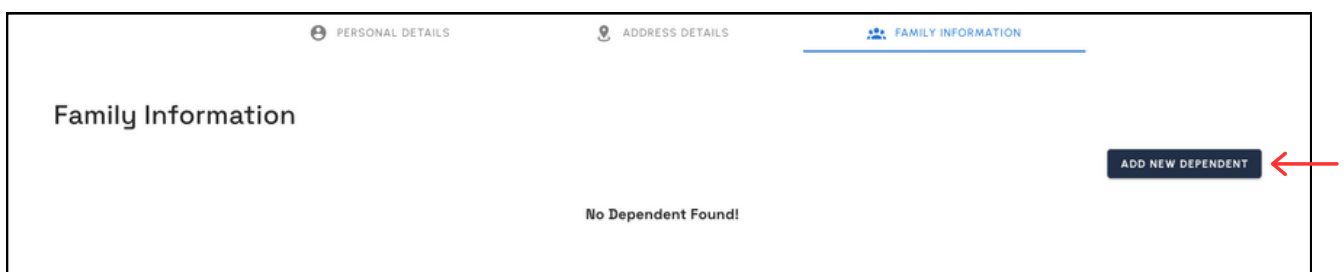 PERSONAL DETAILS
ADDRESS DETAILS
FAMILY INFORMATION
Family Information
ADD NEW DEPENDENT
No Dependent Found!